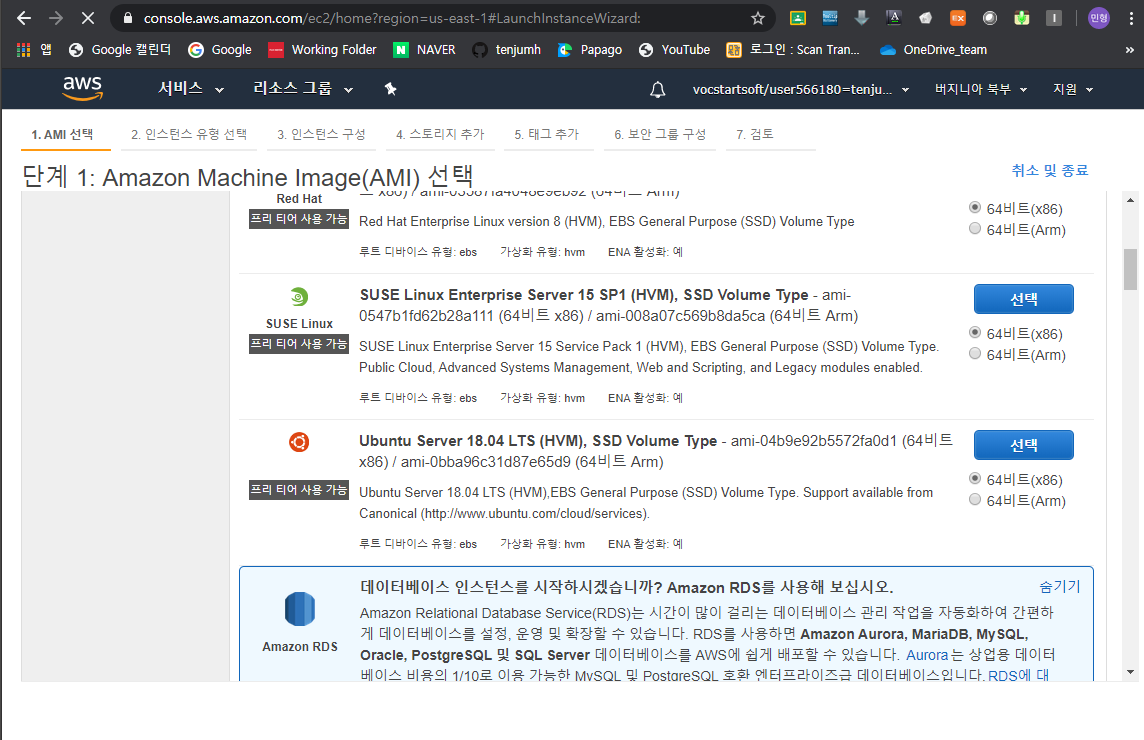 console.aws.amazon.com/ec2/home?region=us-east-1#LaunchInstanceWizard:
민형
앱 Google 캘린더 Google Working Folder NAVER tenjumh Papago YouTube 로그인 : Scan Tran... OneDrive_team »
aws 서비스 리소스 그룹 vocstartsoft/user566180=tenju... 버지니아 북부 지원
1. AMI 선택 2. 인스턴스 유형 선택 3. 인스턴스 구성 4. 스토리지 추가 5. 태그 추가 6. 보안 그룹 구성 7. 검토
단계 1: Amazon Machine Image(AMI) 선택 취소 및 종료
Red Hat
프리 티어 사용 가능
Red Hat Enterprise Linux version 8 (HVM), EBS General Purpose (SSD) Volume Type
루트 디바이스 유형: ebs 가상화 유형: hvm ENA 활성화: 예
64비트(x86)
64비트(Arm)
SUSE Linux
프리 티어 사용 가능
SUSE Linux Enterprise Server 15 SP1 (HVM), SSD Volume Type - ami-
0547b1fd62b28a111 (64비트 x86) / ami-008a07c569b8da5ca (64비트 Arm)
SUSE Linux Enterprise Server 15 Service Pack 1 (HVM), EBS General Purpose (SSD) Volume Type.
Public Cloud, Advanced Systems Management, Web and Scripting, and Legacy modules enabled.
루트 디바이스 유형: ebs 가상화 유형: hvm ENA 활성화: 예
선택
64비트(x86)
64비트(Arm)
프리 티어 사용 가능
Ubuntu Server 18.04 LTS (HVM), SSD Volume Type - ami-04b9e92b5572fa0d1 (64비트
x86) / ami-0bba96c31d87e65d9 (64비트 Arm)
Ubuntu Server 18.04 LTS (HVM),EBS General Purpose (SSD) Volume Type. Support available from
Canonical (http://www.ubuntu.com/cloud/services).
루트 디바이스 유형: ebs 가상화 유형: hvm ENA 활성화: 예
선택
64비트(x86)
64비트(Arm)
Amazon RDS
데이터베이스 인스턴스를 시작하시겠습니까? Amazon RDS를 사용해 보십시오. 숨기기
Amazon Relational Database Service(RDS)는 시간이 많이 걸리는 데이터베이스 관리 작업을 자동화하여 간편하
게 데이터베이스를 설정, 운영 및 확장할 수 있습니다. RDS를 사용하면 Amazon Aurora, MariaDB, MySQL,
Oracle, PostgreSQL 및 SQL Server 데이터베이스를 AWS에 쉽게 배포할 수 있습니다. Aurora는 상업용 데이터
베이스 비용의 1/10로 이용 가능한 MySQL 및 PostgreSQL 호환 엔터프라이즈급 데이터베이스입니다. RDS에 대